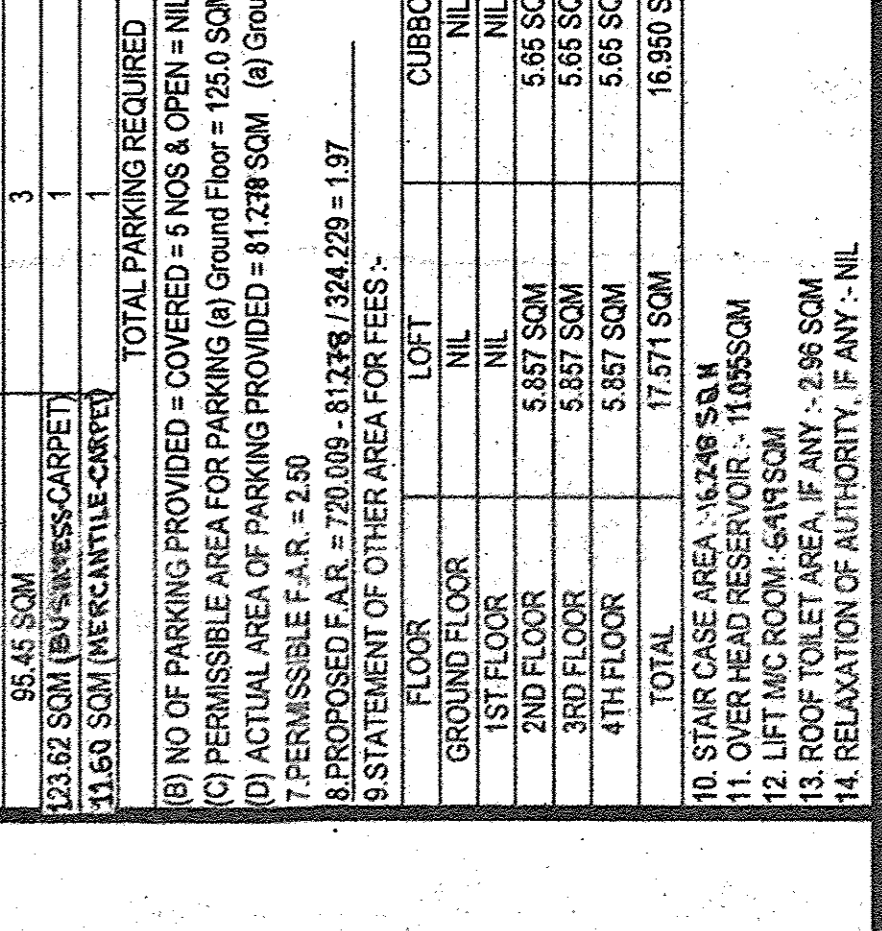 95.45 SQM 3
123.62 SQM (BUSINESS-CARPET) 1
11.60 SQM (MERCANTILE-CARPET) 1
TOTAL PARKING REQUIRED
(B) NO OF PARKING PROVIDED = COVERED = 5 NOS & OPEN = NIL
(C) PERMISSIBLE AREA FOR PARKING (a) Ground Floor = 125.0 SQM
(D) ACTUAL AREA OF PARKING PROVIDED = 81.278 SQM (a) Grou
7.PERMISSIBLE F.A.R. = 2.50
8.PROPOSED F.A.R. = 720.009 - 81.278 / 324.229 = 1.97
9.STATEMENT OF OTHER AREA FOR FEES :-
FLOOR LOFT CUBBO
GROUND FLOOR NIL NIL
1ST FLOOR NIL NIL
2ND FLOOR 5.857 SQM 5.65 SQ
3RD FLOOR 5.857 SQM 5.65 SQ
4TH FLOOR 5.857 SQM 5.65 SQ
TOTAL 17.571 SQM 16.950 S
10. STAIR CASE AREA :- 16.248 SQ.M
11. OVER HEAD RESERVOIR :- 11.055SQM
12. LIFT M/C ROOM : 6.419SQM
13. ROOF TOILET AREA, IF ANY :- 2.96 SQM
14. RELAXATION OF AUTHORITY, IF ANY :- NIL